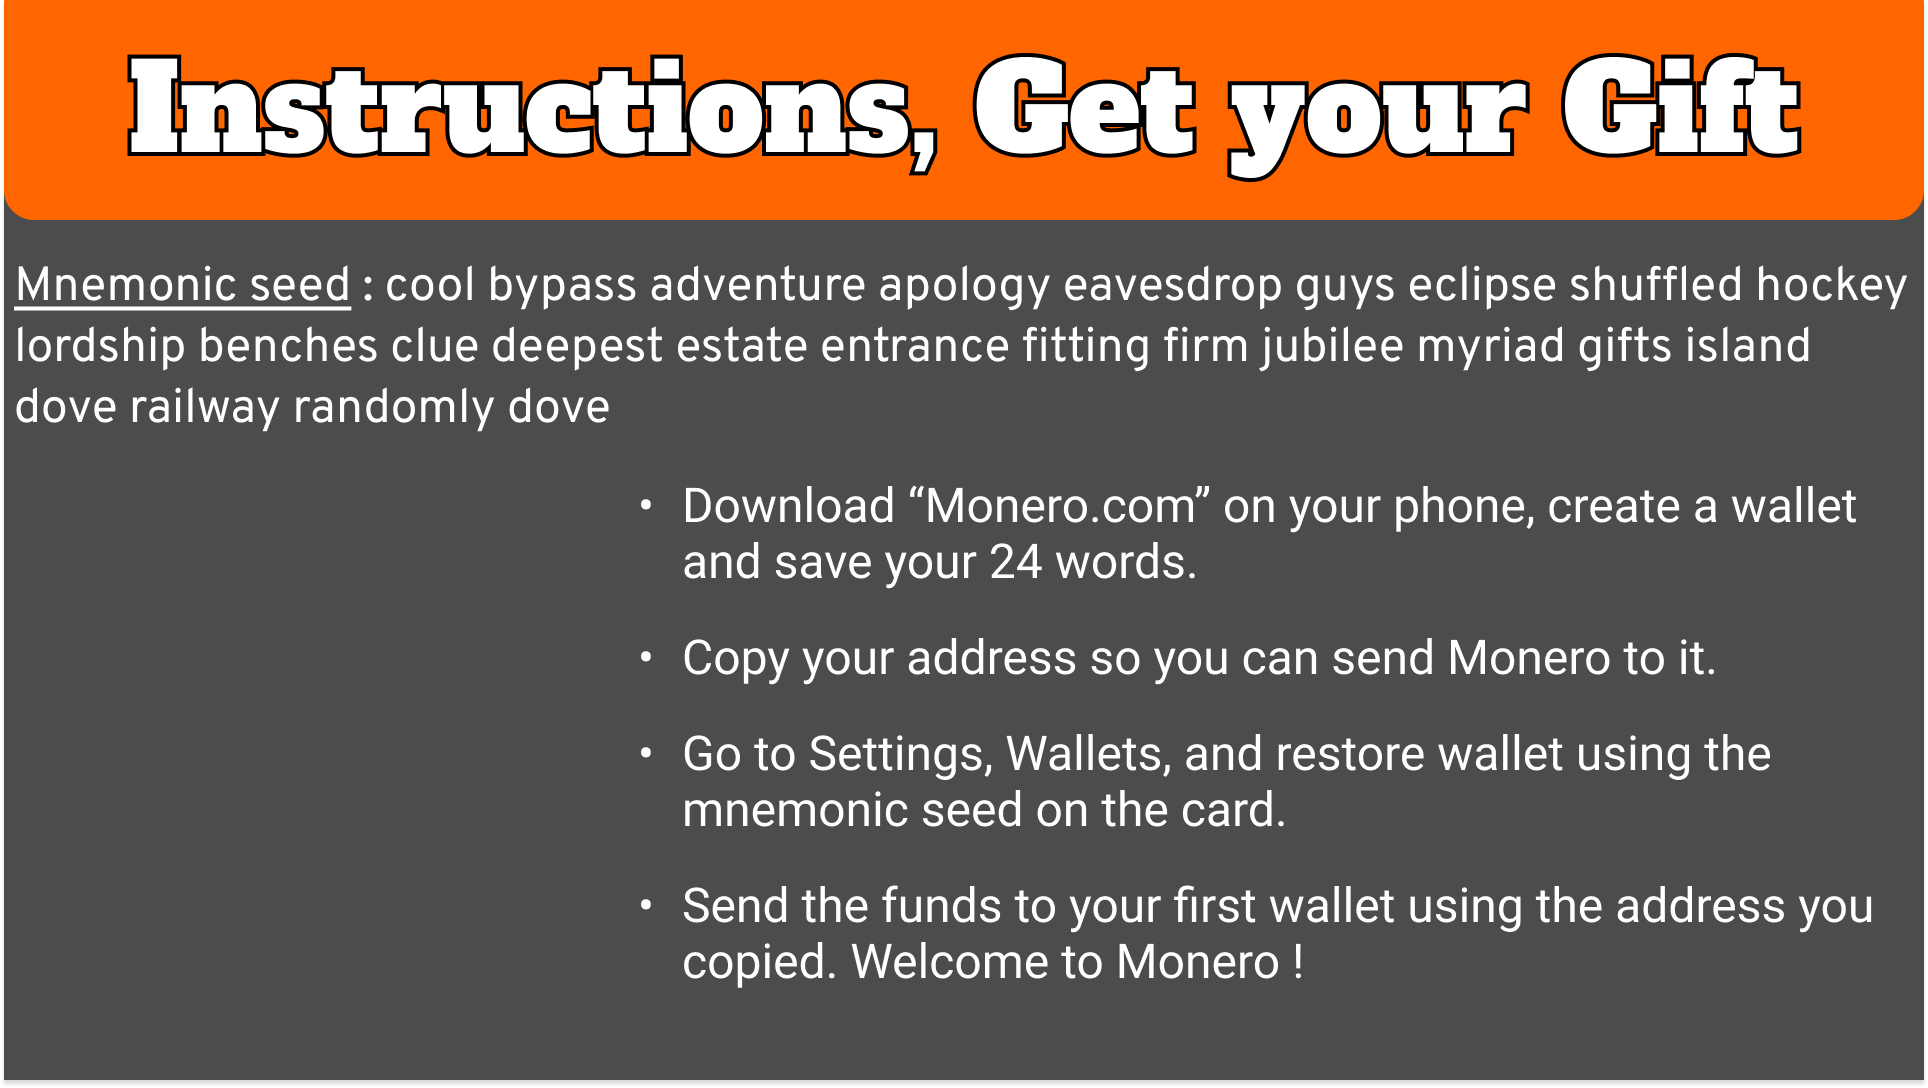 Instructions, Get your Gift
Mnemonic seed : cool bypass adventure apology eavesdrop guys eclipse shuffled hockey
lordship benches clue deepest estate entrance fitting firm jubilee myriad gifts island
dove railway randomly dove
• Download “Monero.com” on your phone, create a wallet
and save your 24 words.
• Copy your address so you can send Monero to it.
• Go to Settings, Wallets, and restore wallet using the
mnemonic seed on the card.
• Send the funds to your first wallet using the address you
copied. Welcome to Monero !